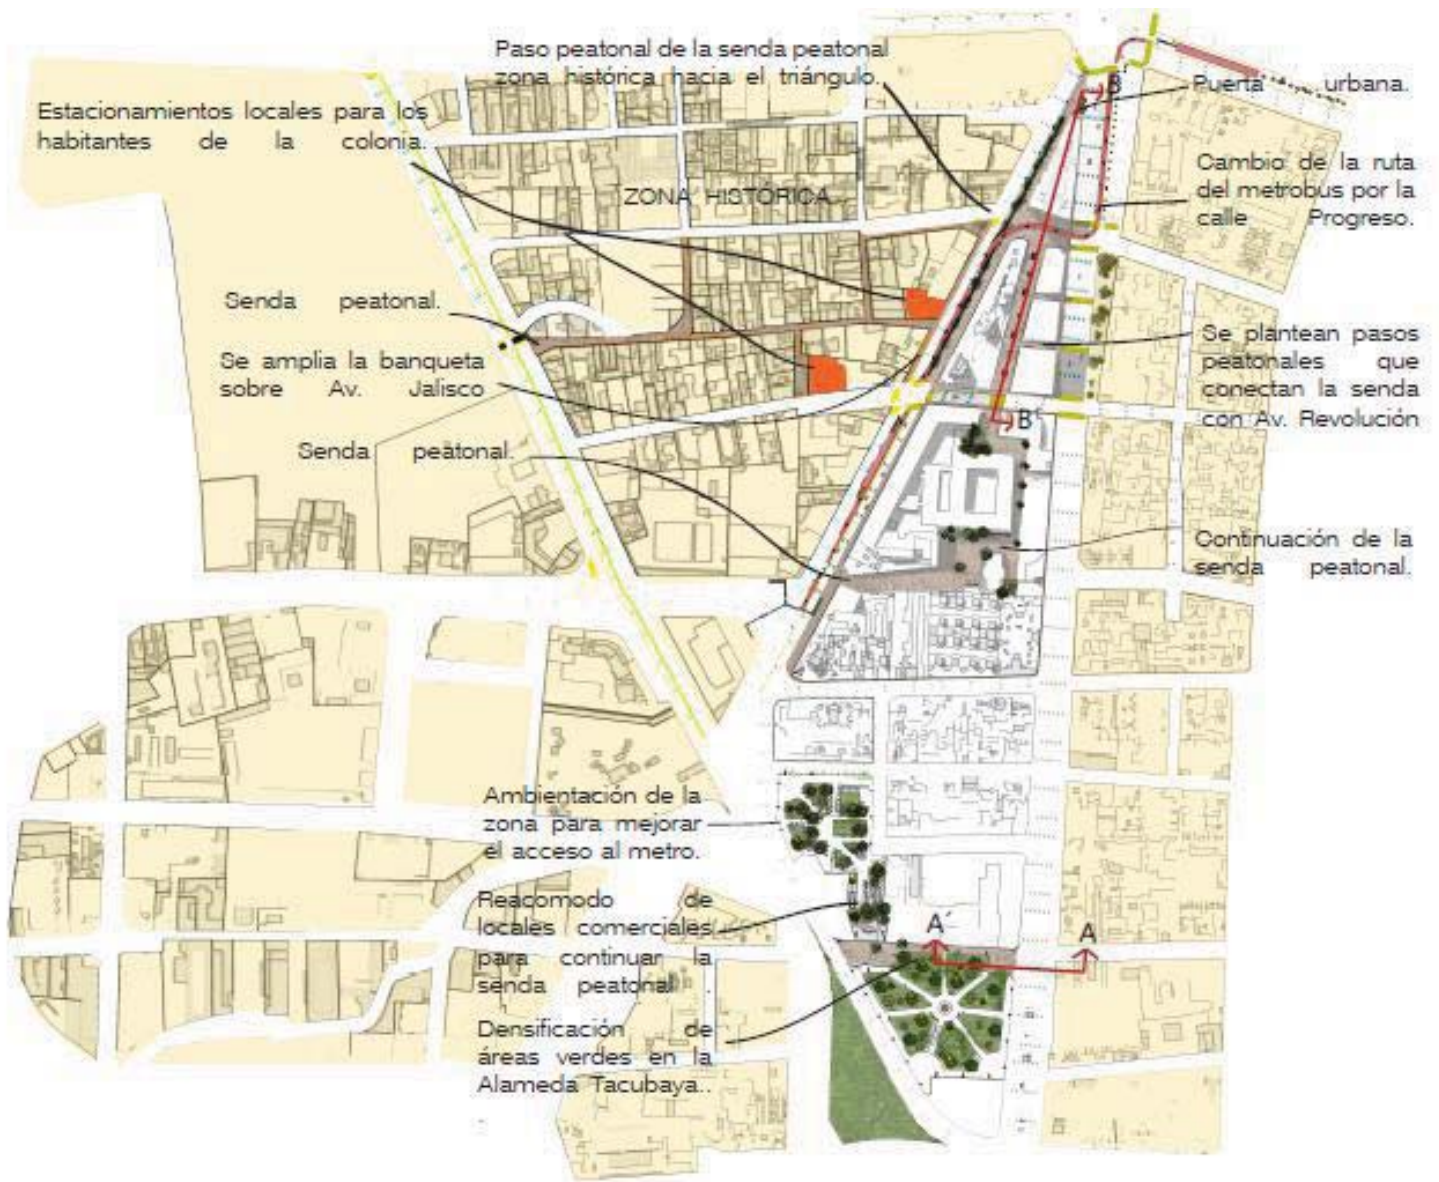 Paso peatonal de la senda peatonal
zona histórica hacia el triángulo.
Estacionamientos locales para los
habitantes de la colonia.
B'
Puerta urbana.
ZONA HISTÓRICA
Cambio de la ruta
del metrobus por la
calle Progreso.
Senda peatonal.
Se amplia la banqueta
sobre Av. Jalisco
Se plantean pasos
peatonales que
conectan la senda
con Av. Revolución
B'
Senda peatonal.
Continuación de la
senda peatonal.
Ambientación de la
zona para mejorar
el acceso al metro.
Reacomodo de
locales comerciales
para continuar la
senda peatonal .
A´
A
Densificación de
áreas verdes en la
Alameda Tacubaya..
-